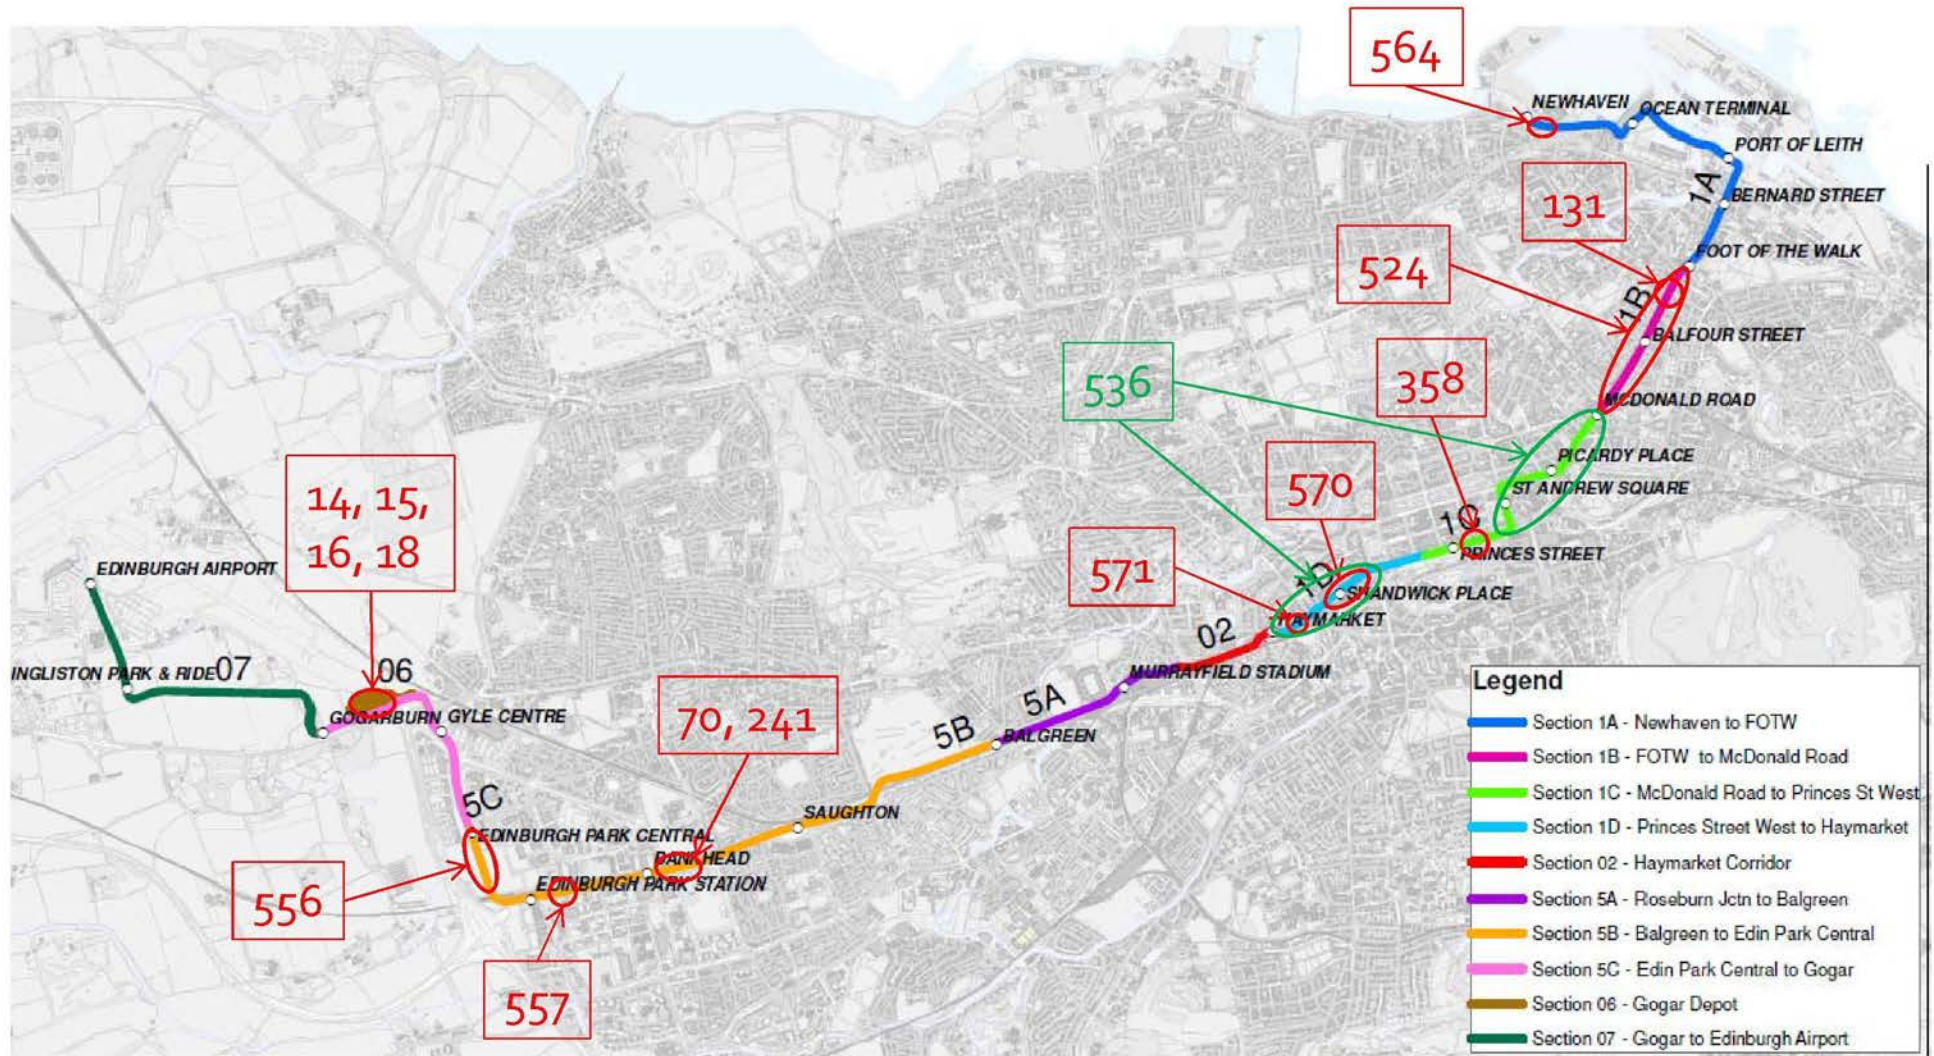 564
NEWHAVEN
OCEAN TERMINAL
PORT OF LEITH
1A
BERNARD STREET
131
FOOT OF THE WALK
524
1B
BALFOUR STREET
536
358
MCDONALD ROAD
PICARDY PLACE
570
ST ANDREW SQUARE
1C
PRINCES STREET
571
1D
SHANDWICK PLACE
HAYMARKET
02
MURRAYFIELD STADIUM
14, 15,
16, 18
EDINBURGH AIRPORT
INGLISTON PARK & RIDE
07
06
GOGARBURN
GYLE CENTRE
70, 241
5A
5B
BALGREEN
5C
SAUGHTON
EDINBURGH PARK CENTRAL
BANKHEAD
EDINBURGH PARK STATION
556
557
Legend
Section 1A - Newhaven to FOTW
Section 1B - FOTW to McDonald Road
Section 1C - McDonald Road to Princes St West
Section 1D - Princes Street West to Haymarket
Section 02 - Haymarket Corridor
Section 5A - Roseburn Jctn to Balgreen
Section 5B - Balgreen to Edin Park Central
Section 5C - Edin Park Central to Gogar
Section 06 - Gogar Depot
Section 07 - Gogar to Edinburgh Airport